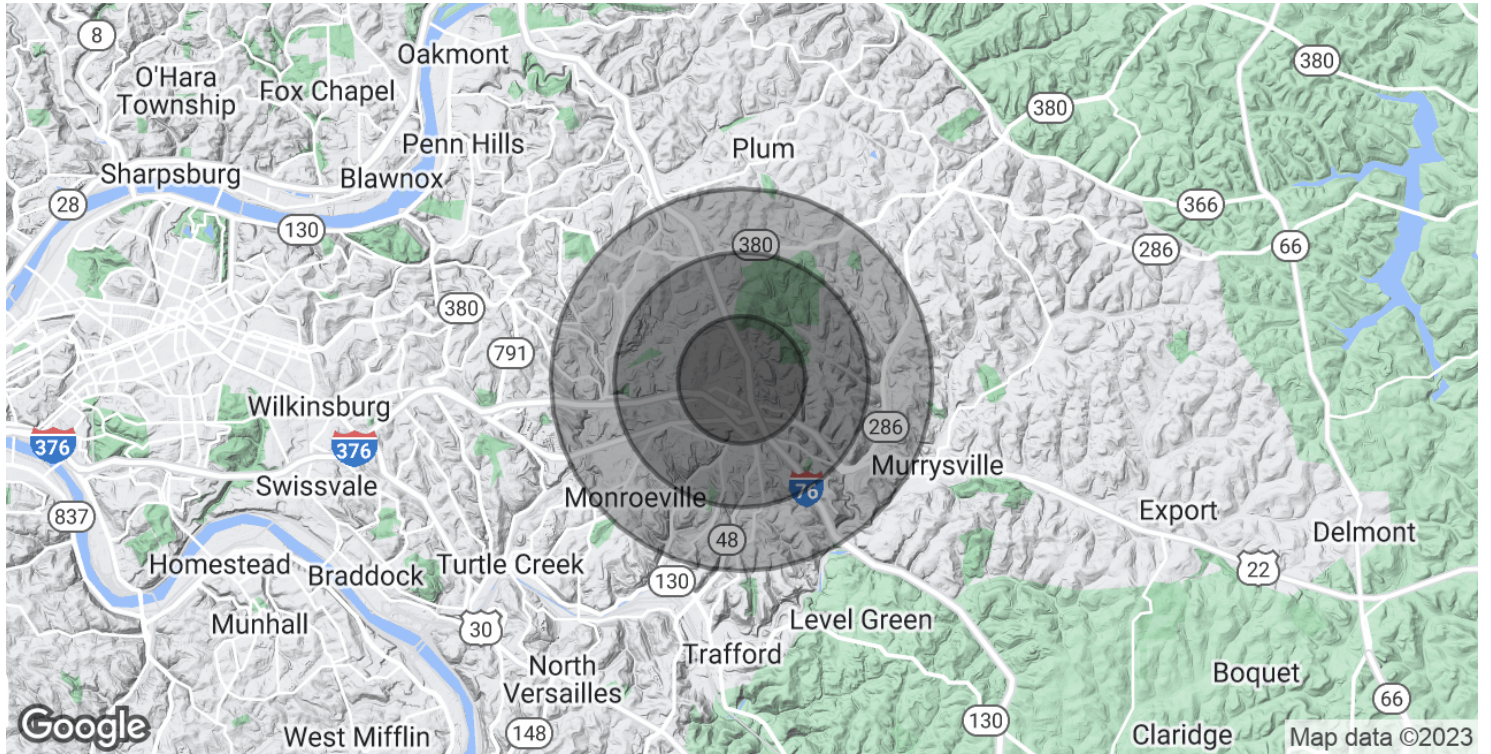 8
Oakmont
O'Hara
Township
Fox Chapel
380
380
Penn Hills
Plum
Sharpsburg
Blawnox
28
130
366
380
286
66
380
791
Wilkinsburg
376
376
286
Murrysville
Swissvale
76
Monroeville
837
Export
Delmont
48
Homestead
Braddock
Turtle Creek
130
22
Munhall
30
Level Green
Trafford
North
Versailles
Boquet
66
130
Google
West Mifflin
148
Claridge
Map data ©2023